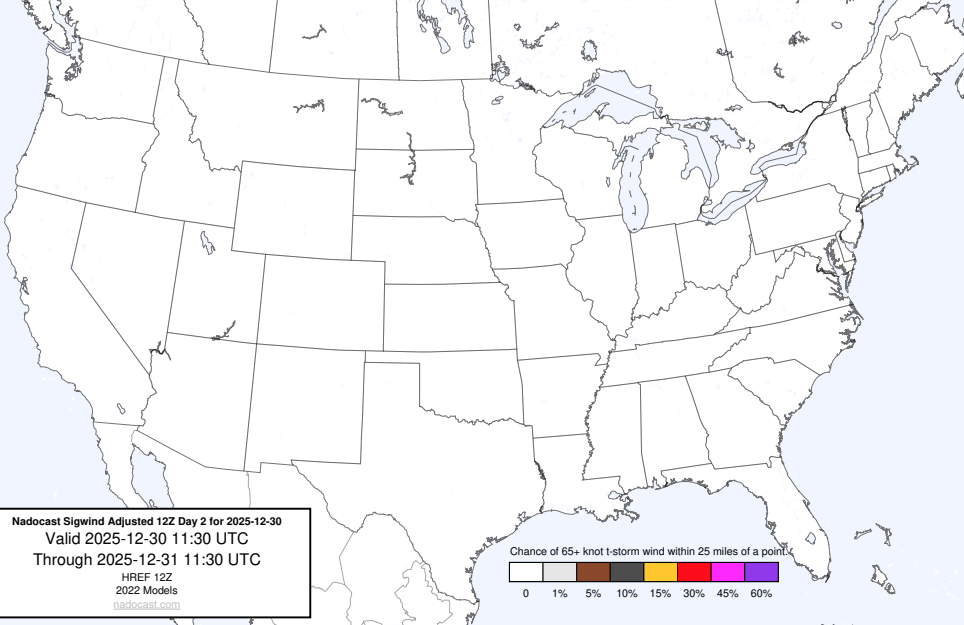 Nadocast Sigwind Adjusted 12Z Day 2 for 2025-12-30
Valid 2025-12-30 11:30 UTC
Through 2025-12-31 11:30 UTC
HREF 12Z
2022 Models
nadocast.com
Chance of 65+ knot t-storm wind within 25 miles of a point.
0 1% 5% 10% 15% 30% 45% 60%